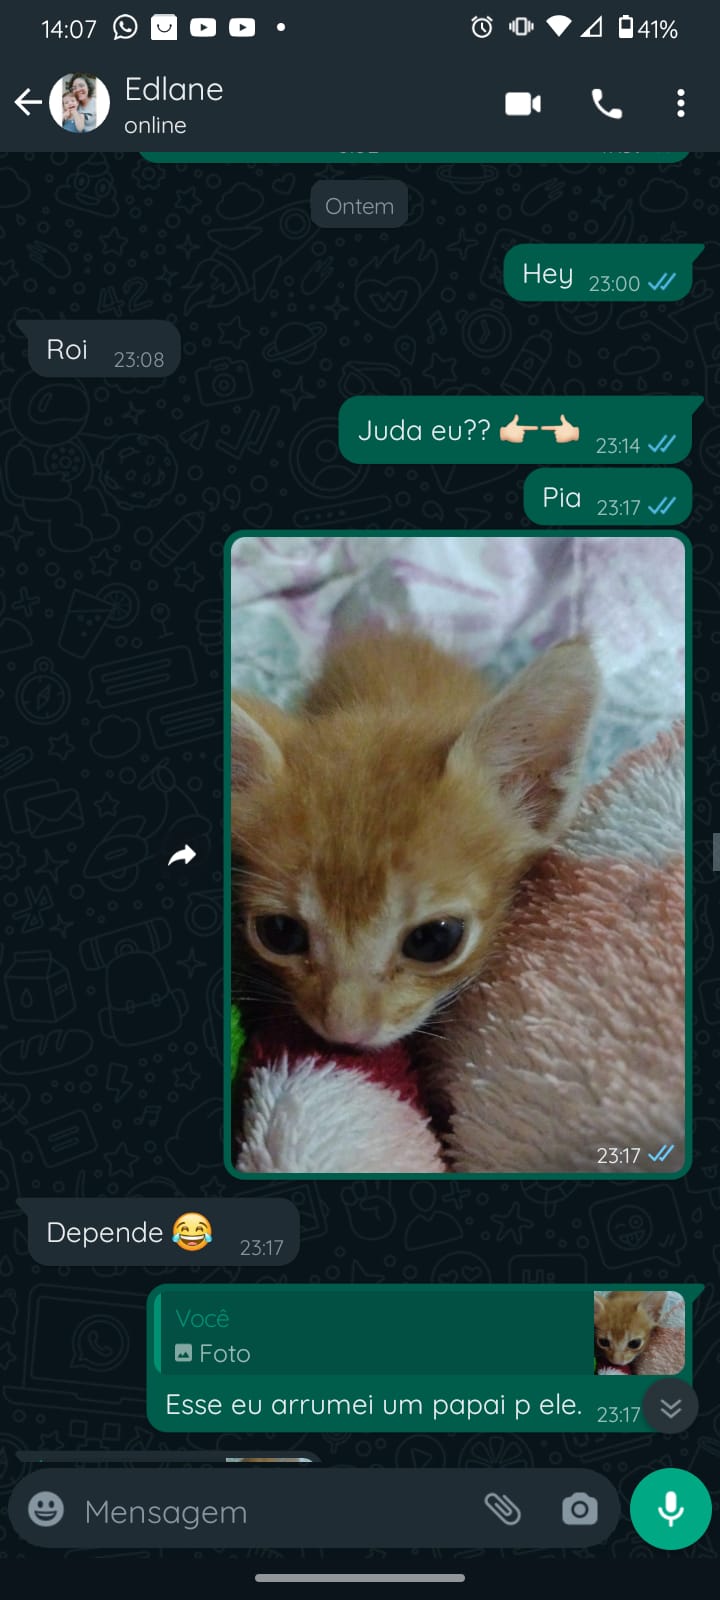 14:07
41%
Edlane
online
Ontem
Hey 23:00
Roi 23:08
Juda eu?? 👉🏻👈🏻 23:14
Pia 23:17
23:17
Depende 😂 23:17
Você
Foto
Esse eu arrumei um papai p ele. 23:17
Mensagem